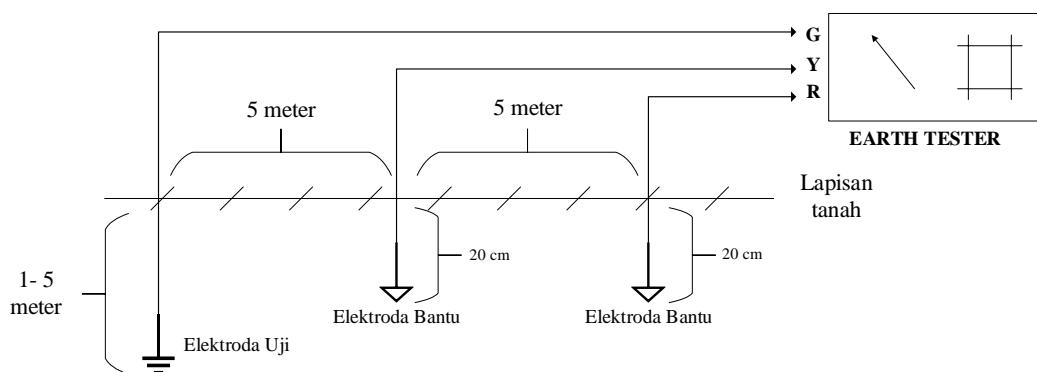 G
Y
R
EARTH TESTER
5 meter
5 meter
Lapisan
tanah
20 cm
20 cm
1- 5
meter
Elektroda Bantu
Elektroda Bantu
Elektroda Uji